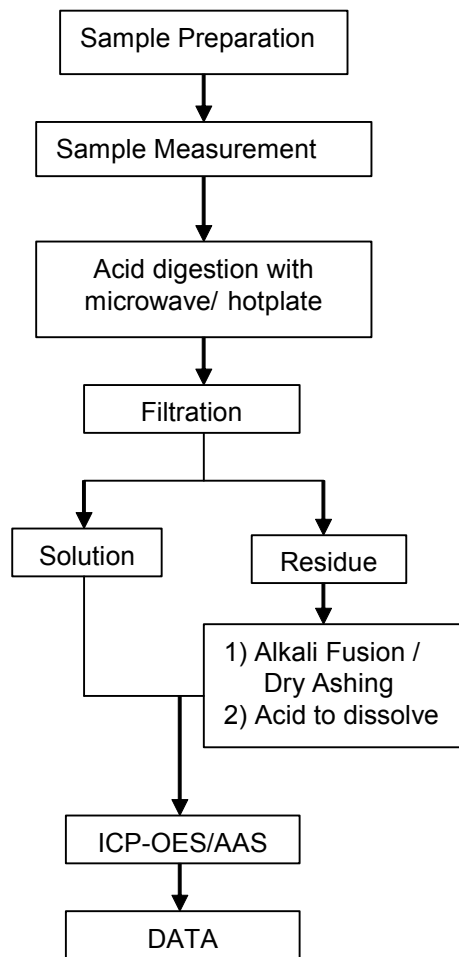 Sample Preparation
Sample Measurement
Acid digestion with
microwave/ hotplate
Filtration
Solution
Residue
1) Alkali Fusion /
Dry Ashing
2) Acid to dissolve
ICP-OES/AAS
DATA